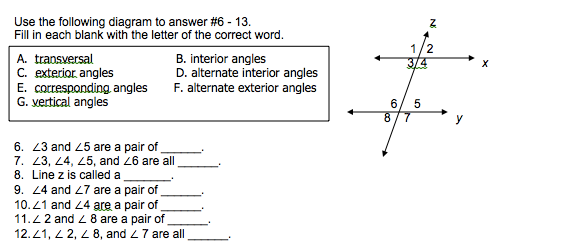 Use the following diagram to answer #6 - 13.
Fill in each blank with the letter of the correct word.
A. transversal B. interior angles
C. exterior angles D. alternate interior angles
E. corresponding angles F. alternate exterior angles
G. vertical angles
z
1 2
3 4
x
6 5
8 7
y
6. ∠3 and ∠5 are a pair of ______.
7. ∠3, ∠4, ∠5, and ∠6 are all ______.
8. Line z is called a _______.
9. ∠4 and ∠7 are a pair of ______.
10.∠1 and ∠4 are a pair of ______.
11.∠ 2 and ∠ 8 are a pair of ______.
12.∠1, ∠ 2, ∠ 8, and ∠ 7 are all ______.